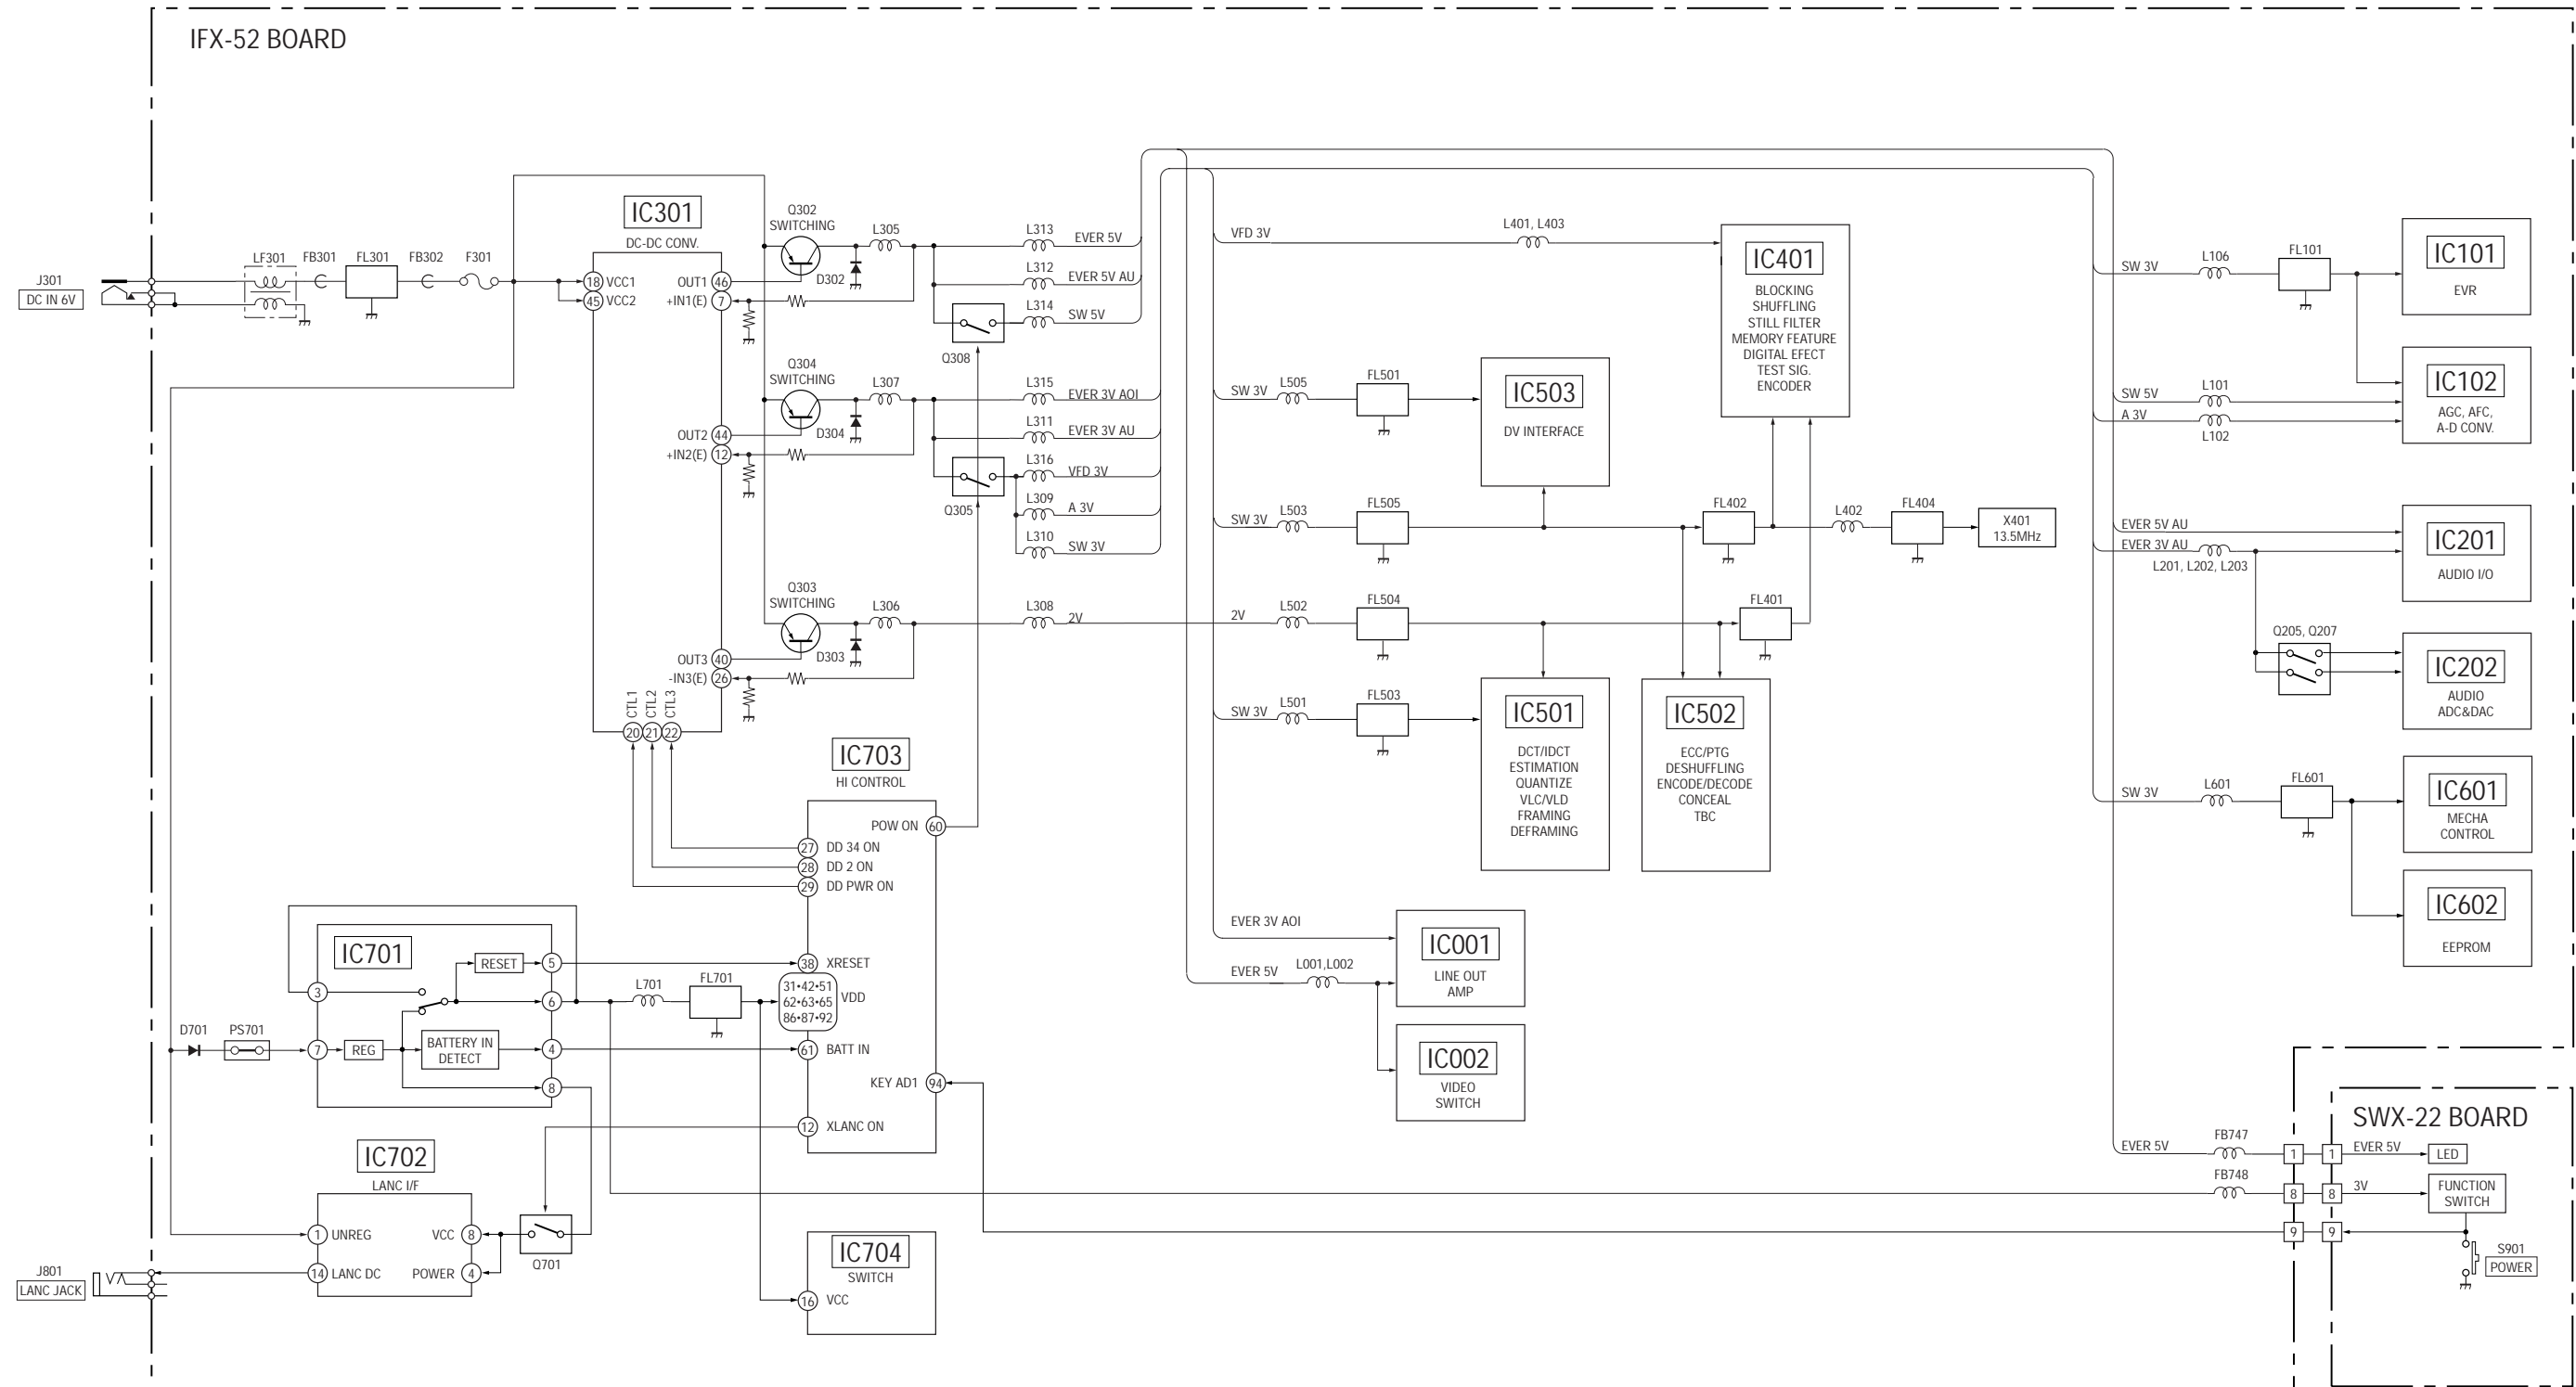 IFX-52 BOARD
J301
DC IN 6V
LF301
FB301
FL301
FB302
F301
IC301
DC-DC CONV.
18 VCC1
45 VCC2
OUT1 46
+IN1(E) 7
OUT2 44
+IN2(E) 12
OUT3 40
-IN3(E) 26
CTL1
CTL2
CTL3
20 21 22
Q302
SWITCHING
D302
L305
L313
EVER 5V
L312
EVER 5V AU
L314
SW 5V
Q308
Q304
SWITCHING
D304
L307
L315
EVER 3V AOI
L311
EVER 3V AU
L316
VFD 3V
L309
A 3V
L310
SW 3V
Q305
Q303
SWITCHING
D303
L306
L308
2V
IC703
HI CONTROL
POW ON 60
27 DD 34 ON
28 DD 2 ON
29 DD PWR ON
38 XRESET
31•42•51
62•63•65
86•87•92
VDD
61 BATT IN
KEY AD1 94
12 XLANC ON
IC701
RESET
5
3
6
REG
7
BATTERY IN
DETECT
4
8
D701
PS701
L701
FL701
IC702
LANC I/F
1 UNREG
VCC 8
14 LANC DC
POWER 4
Q701
J801
LANC JACK
IC704
SWITCH
16 VCC
VFD 3V
L401, L403
IC401
BLOCKING
SHUFFLING
STILL FILTER
MEMORY FEATURE
DIGITAL EFECT
TEST SIG.
ENCODER
SW 3V
L505
FL501
IC503
DV INTERFACE
SW 3V
L503
FL505
FL402
L402
FL404
X401
13.5MHz
2V
L502
FL504
FL401
SW 3V
L501
FL503
IC501
DCT/IDCT
ESTIMATION
QUANTIZE
VLC/VLD
FRAMING
DEFRAMING
IC502
ECC/PTG
DESHUFFLING
ENCODE/DECODE
CONCEAL
TBC
EVER 3V AOI
IC001
LINE OUT
AMP
EVER 5V
L001,L002
IC002
VIDEO
SWITCH
SW 3V
L106
FL101
IC101
EVR
SW 5V
L101
A 3V
L102
IC102
AGC, AFC,
A-D CONV.
EVER 5V AU
EVER 3V AU
L201, L202, L203
IC201
AUDIO I/O
Q205, Q207
IC202
AUDIO
ADC&DAC
SW 3V
L601
FL601
IC601
MECHA
CONTROL
IC602
EEPROM
SWX-22 BOARD
EVER 5V
FB747
1
1
EVER 5V
LED
FB748
8
8
3V
FUNCTION
SWITCH
9
9
S901
POWER